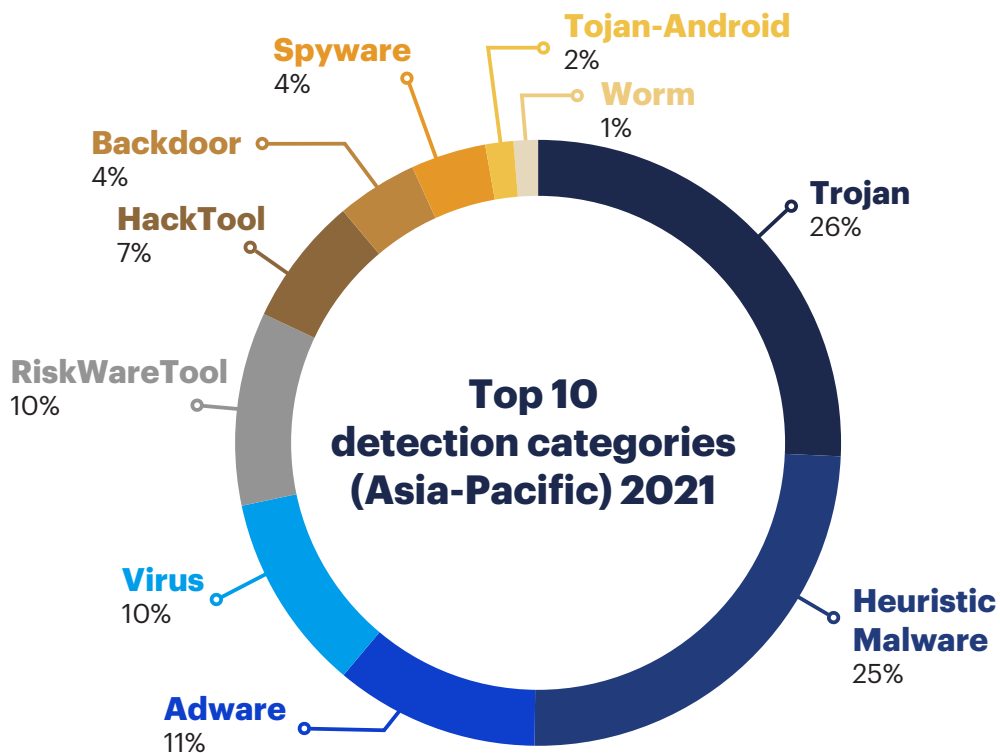 Tojan-Android
2%
Spyware
4%
Worm
1%
Backdoor
4%
Trojan
26%
HackTool
7%
RiskWareTool
10%
Top 10
detection categories
(Asia-Pacific) 2021
Virus
10%
Heuristic
Malware
25%
Adware
11%